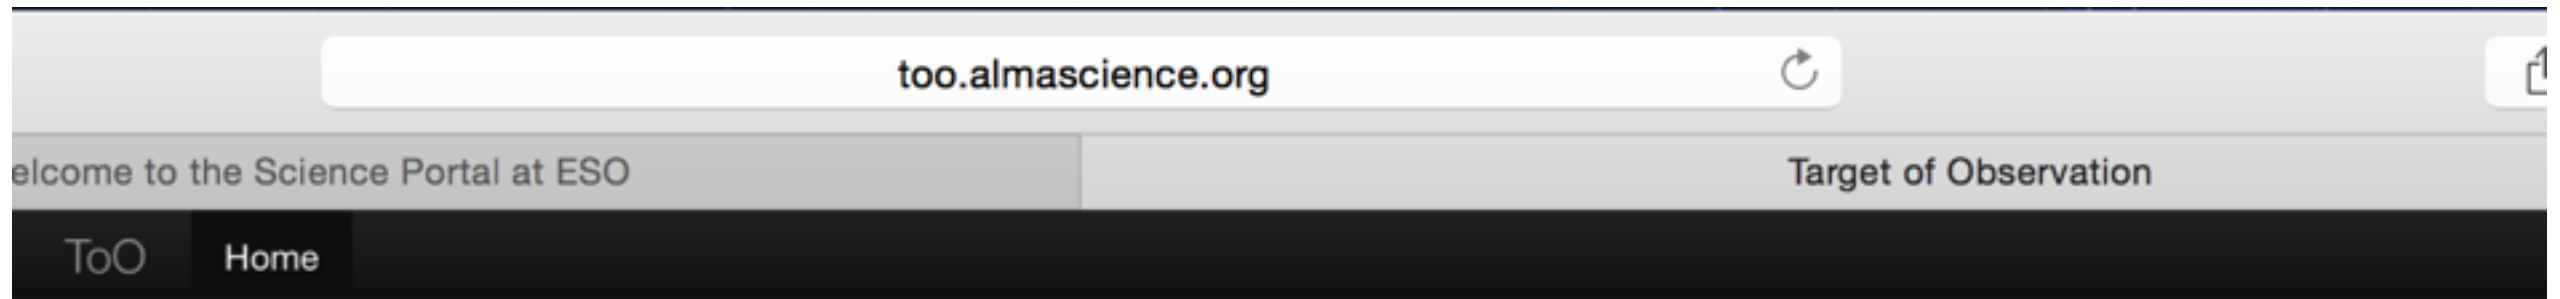 too.almascience.org
elcome to the Science Portal at ESO Target of Observation
ToO Home